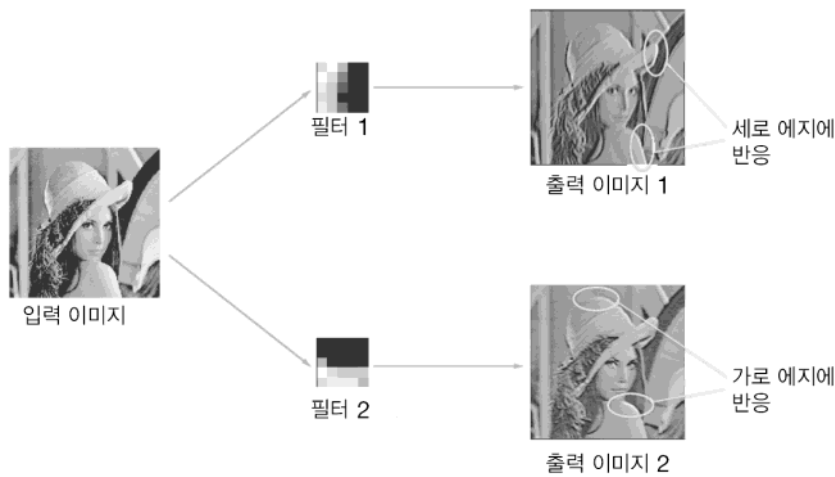 필터 1
세로 에지에
반응
출력 이미지 1
입력 이미지
필터 2
가로 에지에
반응
출력 이미지 2